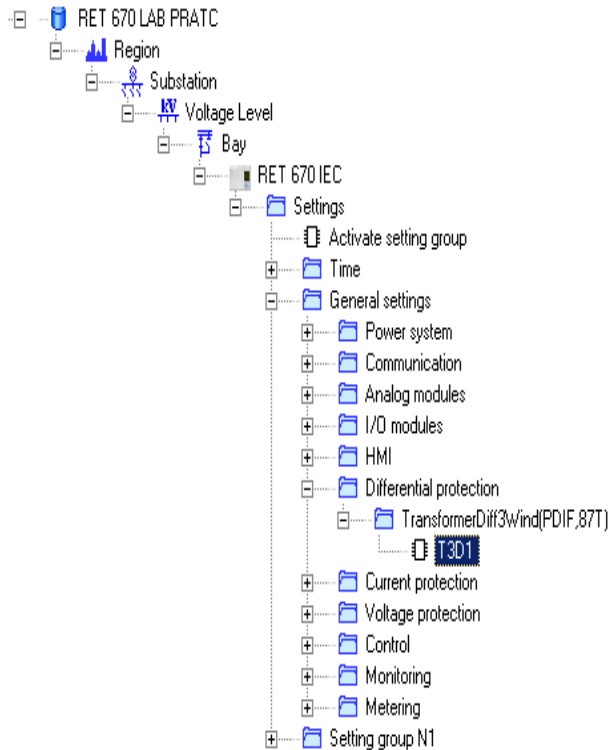 RET 670 LAB PRATC
Region
Substation
KV Voltage Level
Bay
RET 670 IEC
Settings
Activate setting group
Time
General settings
Power system
Communication
Analog modules
I/O modules
HMI
Differential protection
TransformerDiff3Wind(PDIF,87T)
T3D1
Current protection
Voltage protection
Control
Monitoring
Metering
Setting group N1